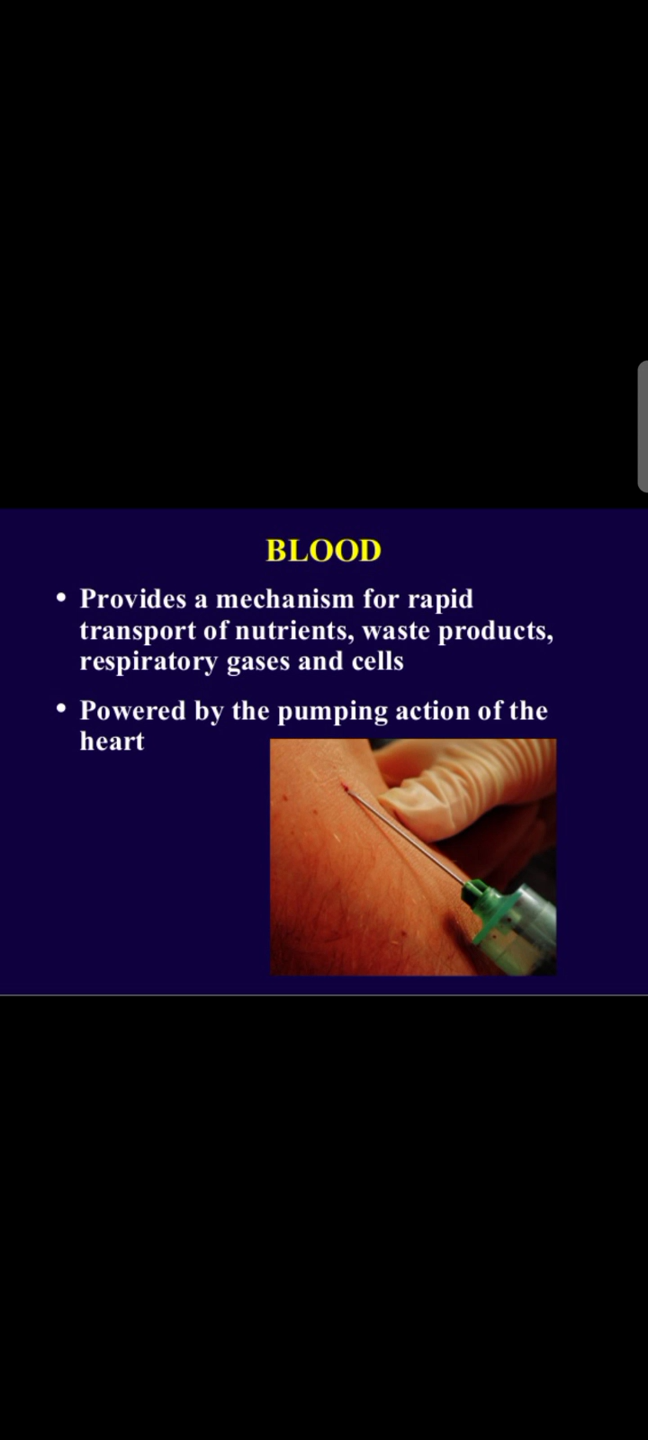 BLOOD
• Provides a mechanism for rapid
transport of nutrients, waste products,
respiratory gases and cells
• Powered by the pumping action of the
heart